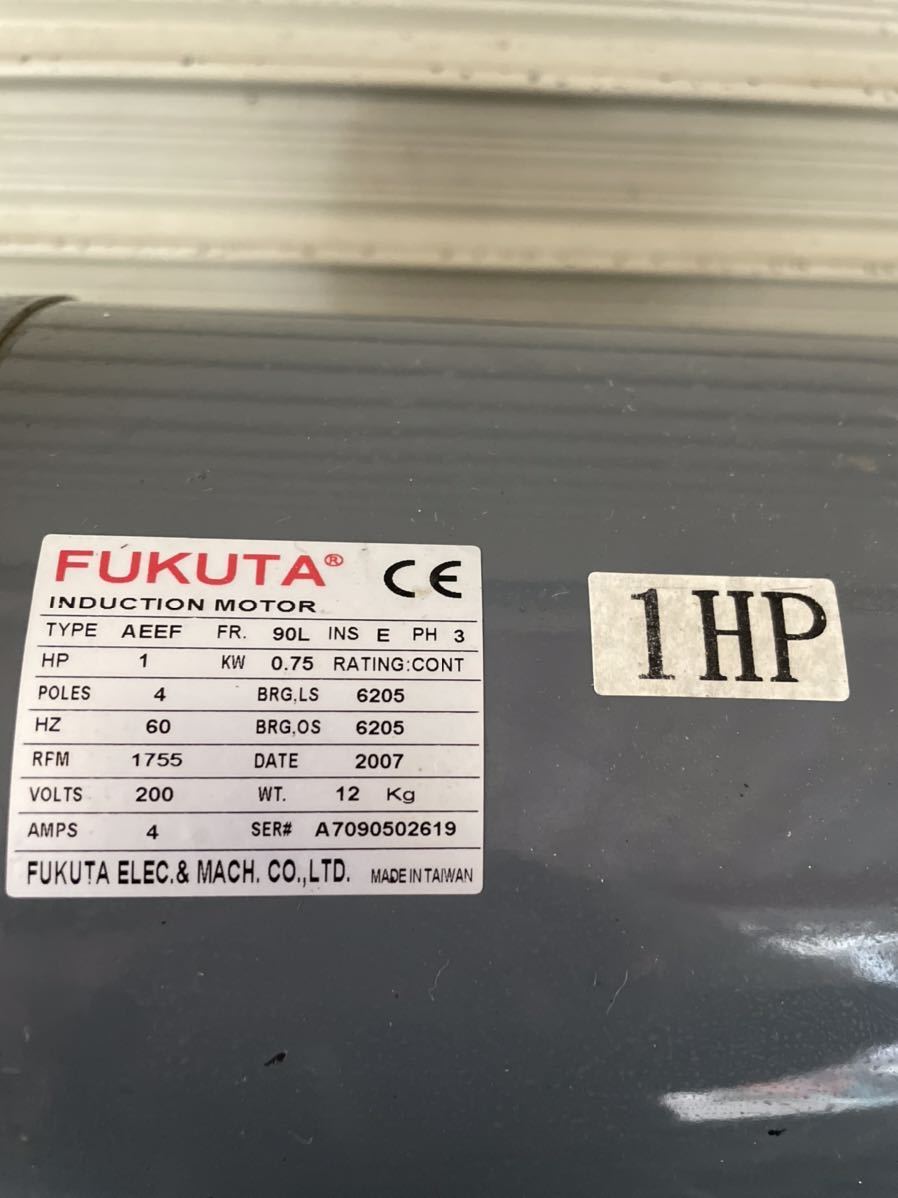 FUKUTA® CE
INDUCTION MOTOR
TYPE AEEF FR. 90L INS E PH 3
HP 1 KW 0.75 RATING:CONT
POLES 4 BRG,LS 6205
HZ 60 BRG,OS 6205
RFM 1755 DATE 2007
VOLTS 200 WT. 12 Kg
AMPS 4 SER# A7090502619
FUKUTA ELEC.& MACH. CO.,LTD. MADE IN TAIWAN
1HP